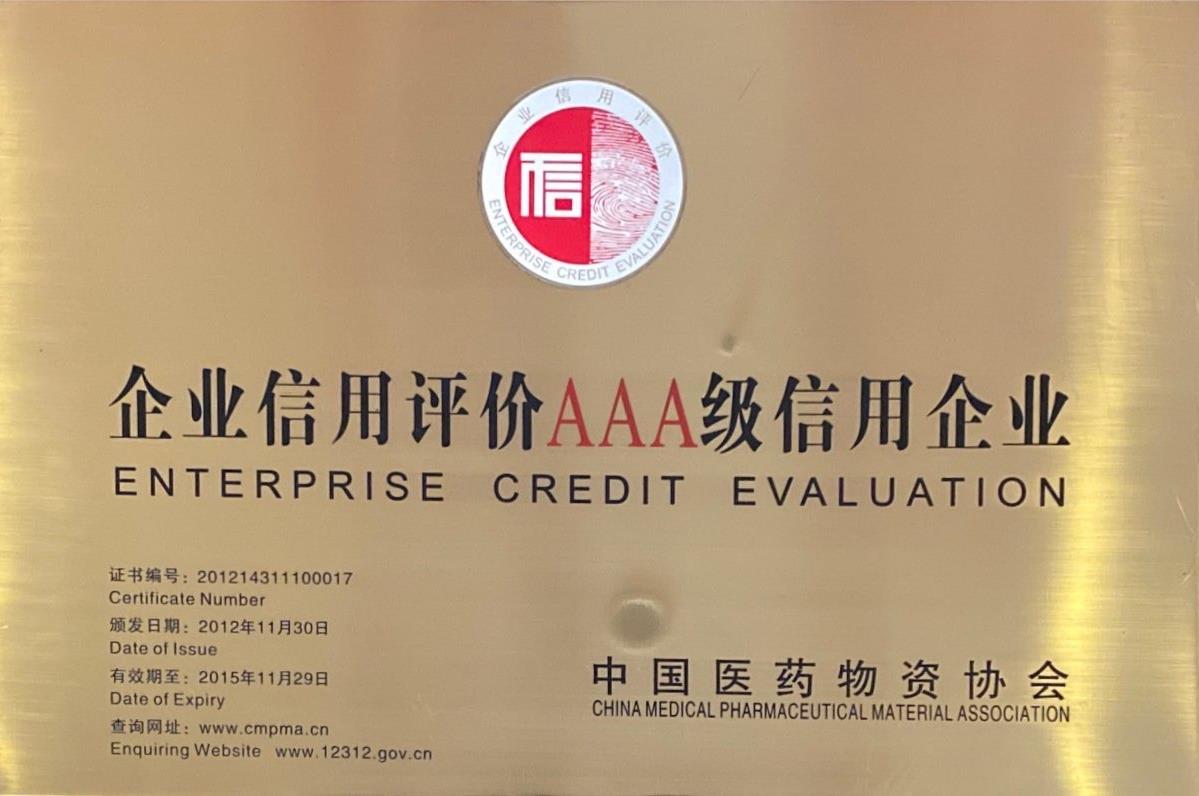 企业信用评价
信
ENTERPRISE CREDIT EVALUATION
企业信用评价AAA级信用企业
ENTERPRISE CREDIT EVALUATION
证书编号：201214311100017
Certificate Number
颁发日期：2012年11月30日
Date of Issue
有效期至：2015年11月29日
Date of Expiry
查询网址：www.cmpma.cn
Enquiring Website www.12312.gov.cn
中国医药物资协会
CHINA MEDICAL PHARMACEUTICAL MATERIAL ASSOCIATION